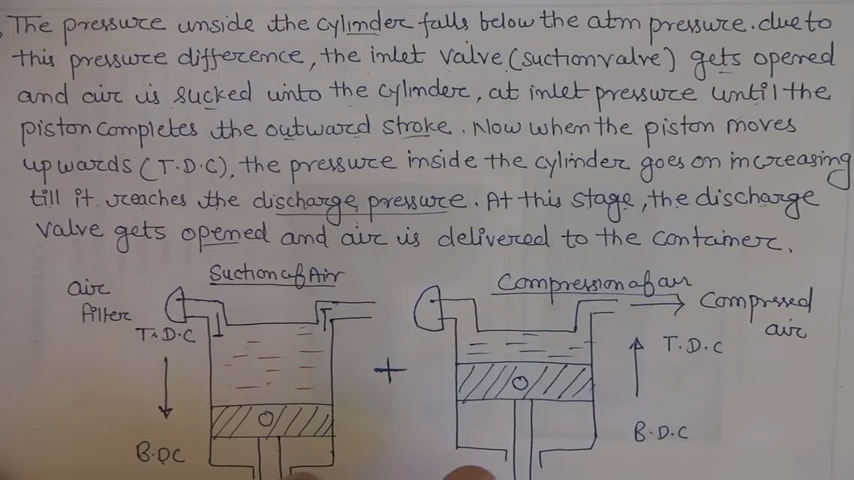 The pressure inside the cylinder falls below the atm pressure. due to
this pressure difference, the inlet valve (suction valve) gets opened
and air is sucked into the cylinder, at inlet pressure until the
piston completes the outward stroke. Now when the piston moves
upwards (T.D.C), the pressure inside the cylinder goes on increasing
till it reaches the discharge pressure. At this stage, the discharge
valve gets opened and air is delivered to the container.
Suction of Air
air
filter
T.D.C
B.DC
+
Compression of air
Compressed
air
T.D.C
B.D.C